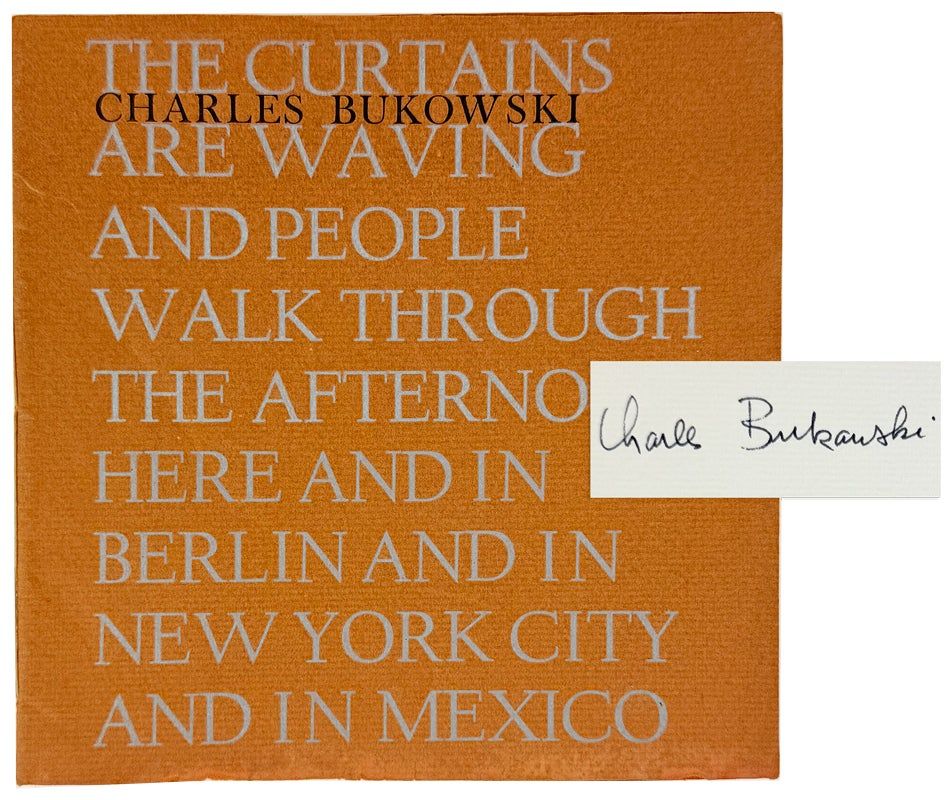 THE CURTAINS
CHARLES BUKOWSKI
ARE WAVING
AND PEOPLE
WALK THROUGH
THE AFTERNO
HERE AND IN
BERLIN AND IN
NEW YORK CITY
AND IN MEXICO
Charles Bukowski